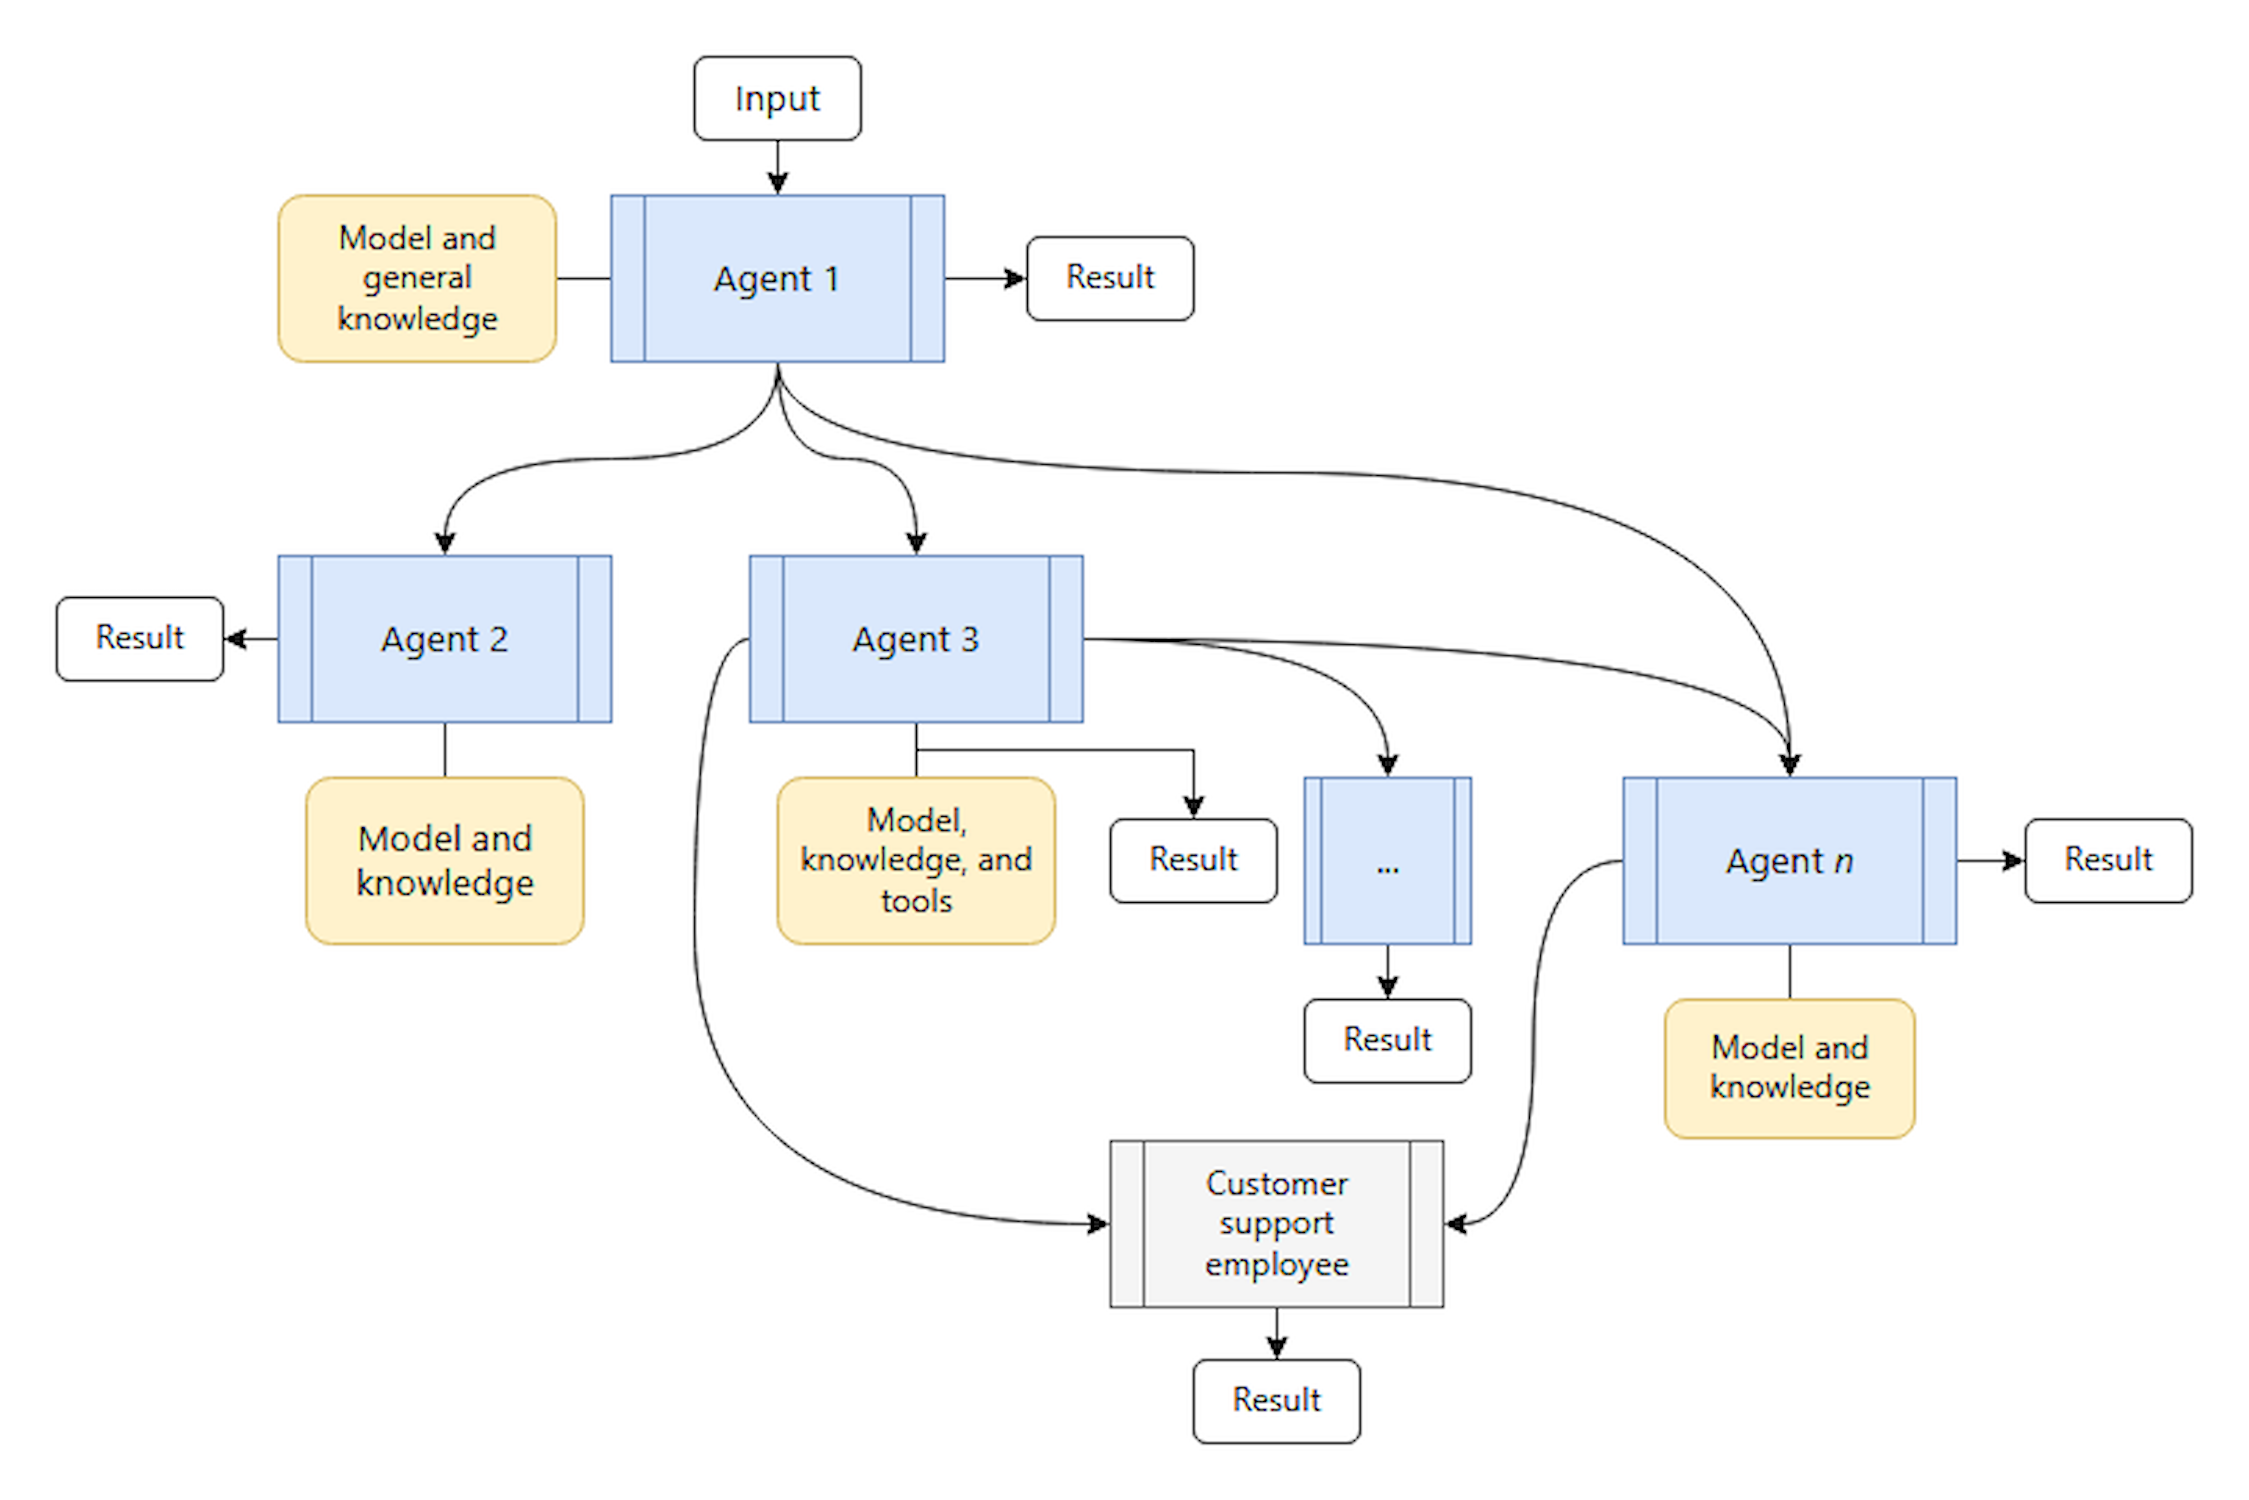 Input
Model and
general
knowledge
Agent 1
Result
Result
Agent 2
Agent 3
Model and
knowledge
Model,
knowledge, and
tools
Result
...
Agent n
Result
Result
Model and
knowledge
Customer
support
employee
Result